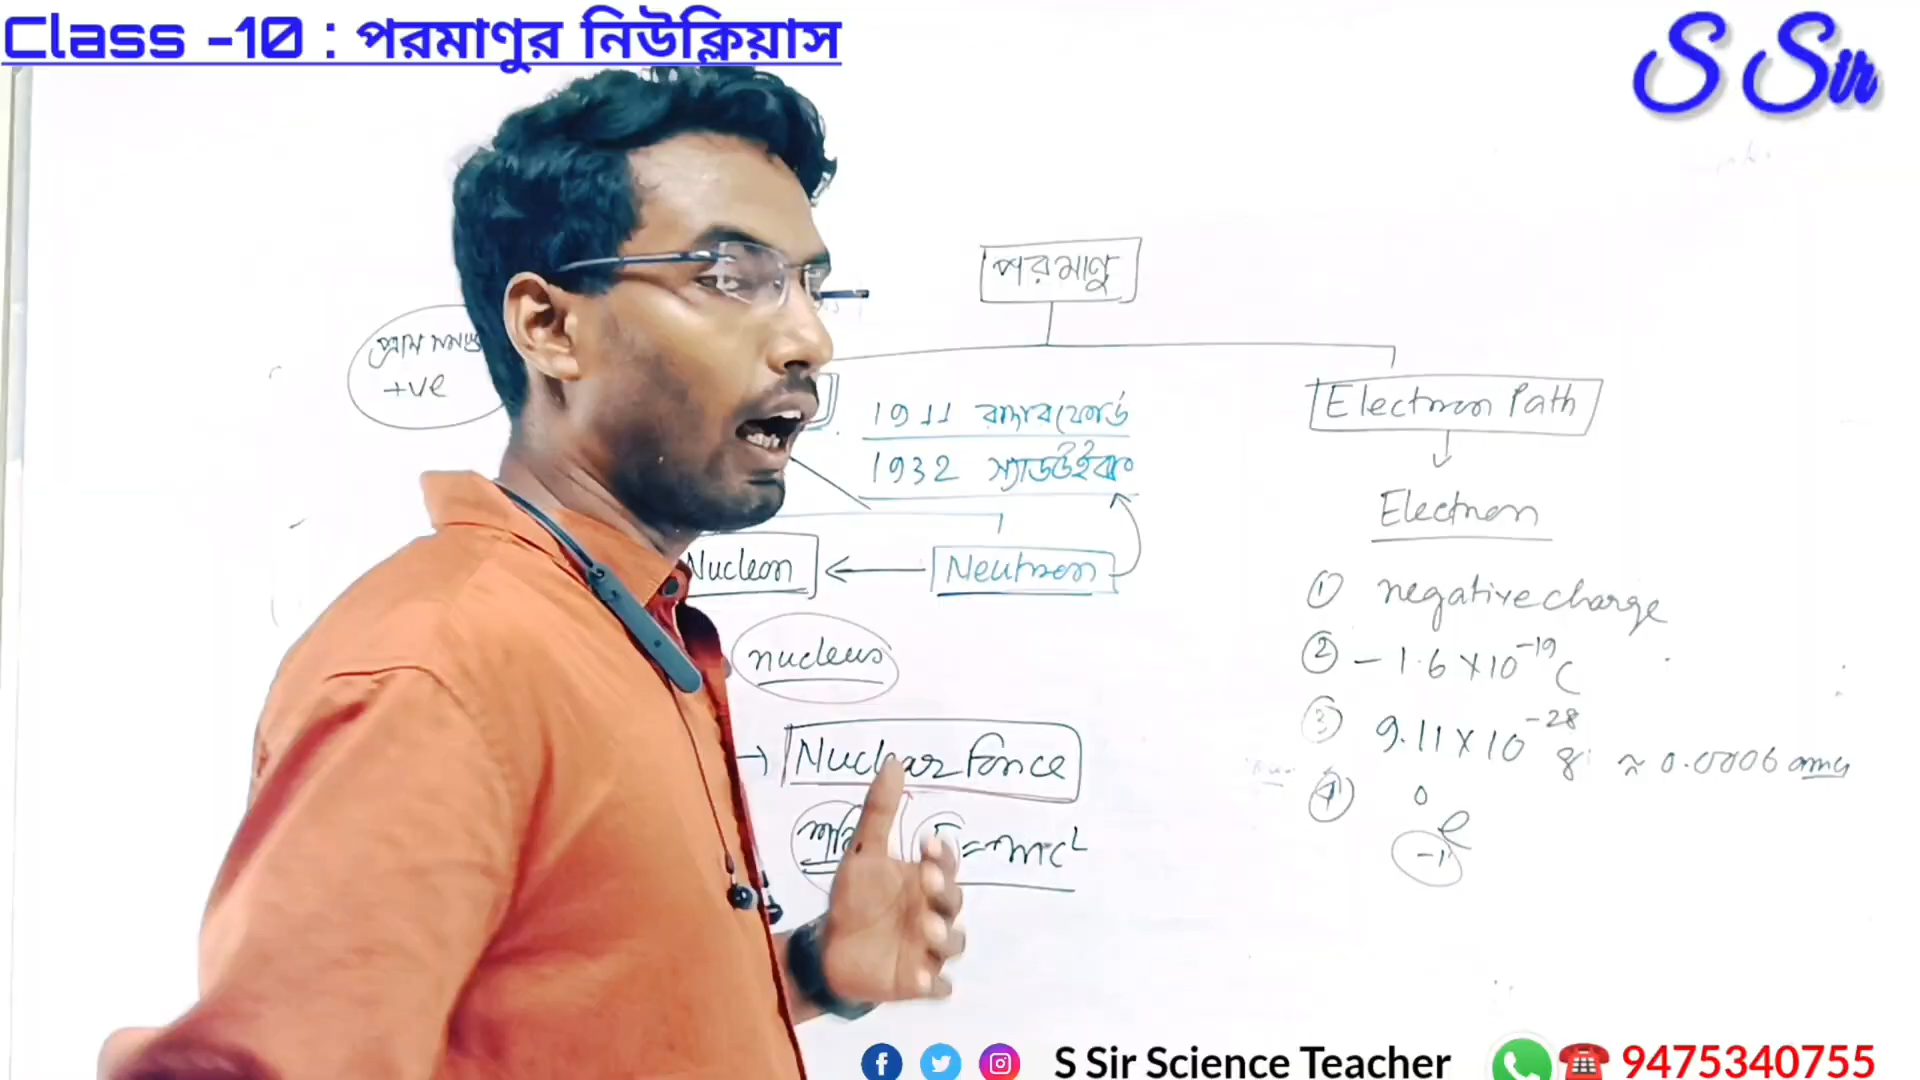 Class -10 : পরমাণুর নিউক্লিয়াস
S Sir
পরমাণু
+ve
1911 রাদারফোর্ড
1932 স্যাডউইক
Electron Path
Electron
Nucleon
Neutron
nucleus
① negative charge
② -1.6 × 10⁻¹⁹ C
③ 9.11 × 10⁻²⁸ g ≈ 0.0006 amu
④ ⁰₋₁e
→ Nuclear Force
E = mc²
S Sir Science Teacher
9475340755